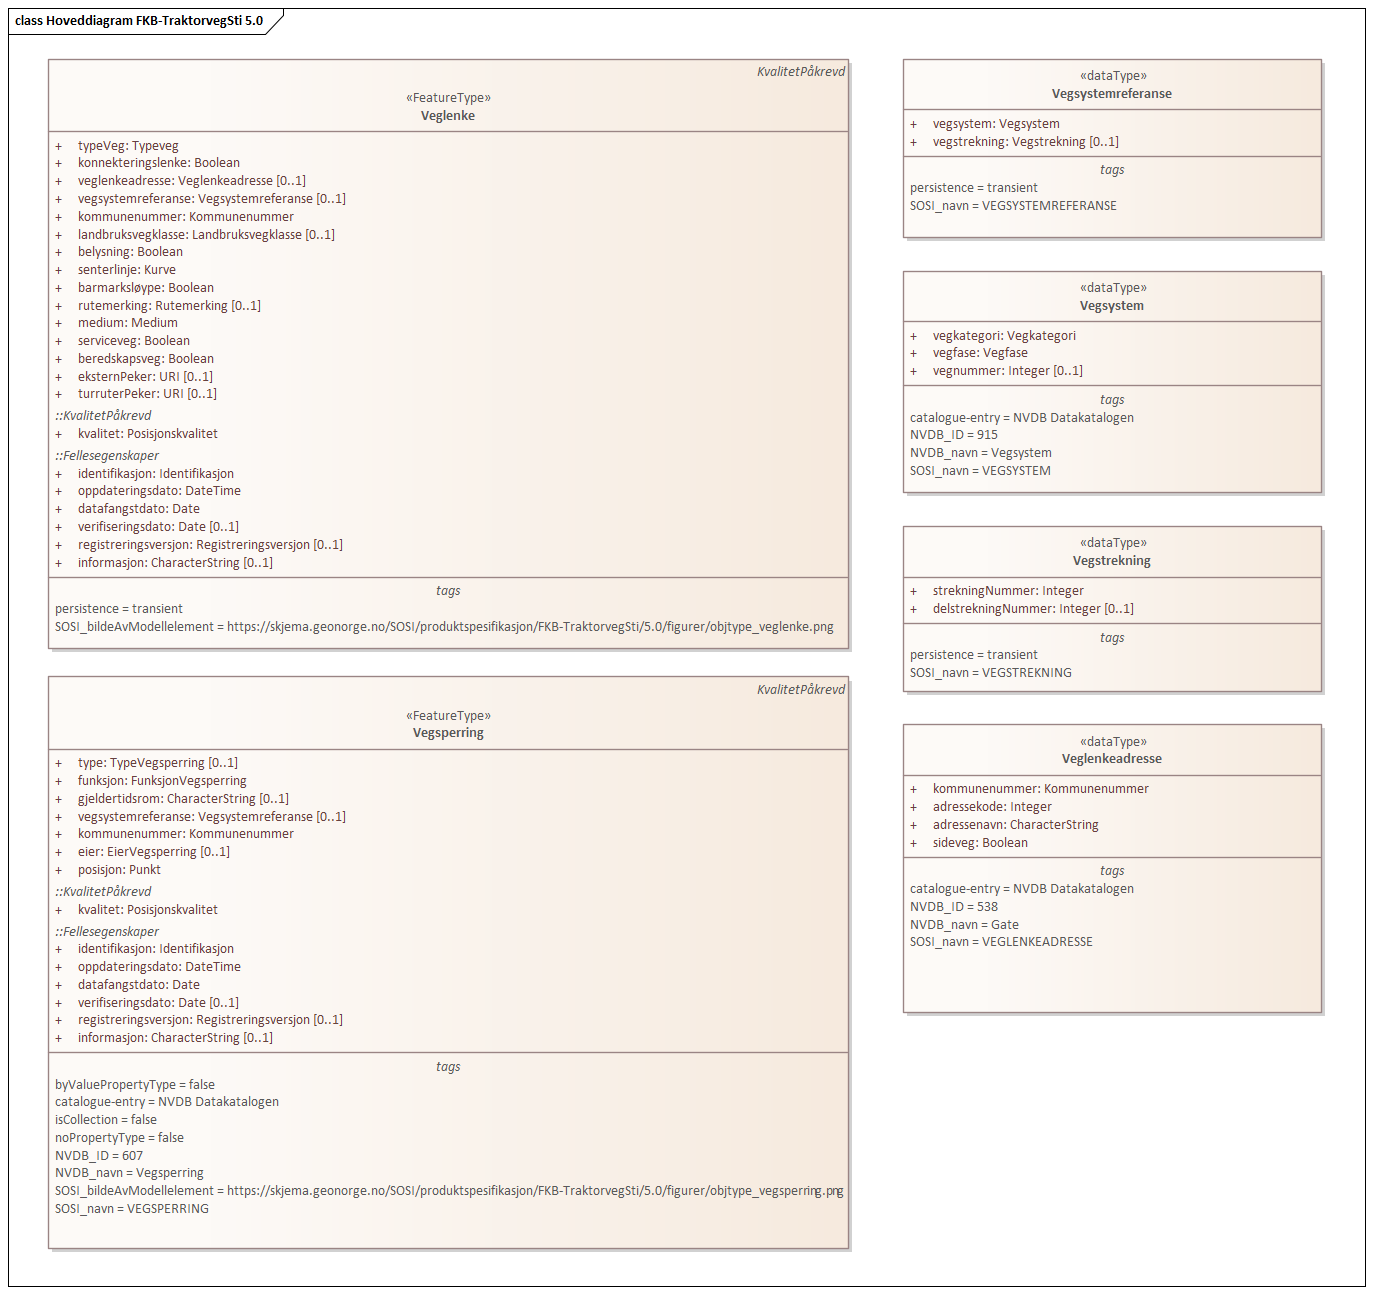 class Hoveddiagram FKB-TraktorvegSti 5.0
KvalitetPåkrevd
«FeatureType»
Veglenke
+ typeVeg: Typeveg
+ konnekteringslenke: Boolean
+ veglenkeadresse: Veglenkeadresse [0..1]
+ vegsystemreferanse: Vegsystemreferanse [0..1]
+ kommunenummer: Kommunenummer
+ landbruksvegklasse: Landbruksvegklasse [0..1]
+ belysning: Boolean
+ senterlinje: Kurve
+ barmarksløype: Boolean
+ rutemerking: Rutemerking [0..1]
+ medium: Medium
+ serviceveg: Boolean
+ beredskapsveg: Boolean
+ eksternPeker: URI [0..1]
+ turruterPeker: URI [0..1]
::KvalitetPåkrevd
+ kvalitet: Posisjonskvalitet
::Fellesegenskaper
+ identifikasjon: Identifikasjon
+ oppdateringsdato: DateTime
+ datafangstdato: Date
+ verifiseringsdato: Date [0..1]
+ registreringsversjon: Registreringsversjon [0..1]
+ informasjon: CharacterString [0..1]
tags
persistence = transient
SOSI_bildeAvModellelement = https://skjema.geonorge.no/SOSI/produktspesifikasjon/FKB-TraktorvegSti/5.0/figurer/objtype_veglenke.png
KvalitetPåkrevd
«FeatureType»
Vegsperring
+ type: TypeVegsperring [0..1]
+ funksjon: FunksjonVegsperring
+ gjeldertidsrom: CharacterString [0..1]
+ vegsystemreferanse: Vegsystemreferanse [0..1]
+ kommunenummer: Kommunenummer
+ eier: EierVegsperring [0..1]
+ posisjon: Punkt
::KvalitetPåkrevd
+ kvalitet: Posisjonskvalitet
::Fellesegenskaper
+ identifikasjon: Identifikasjon
+ oppdateringsdato: DateTime
+ datafangstdato: Date
+ verifiseringsdato: Date [0..1]
+ registreringsversjon: Registreringsversjon [0..1]
+ informasjon: CharacterString [0..1]
tags
byValuePropertyType = false
catalogue-entry = NVDB Datakatalogen
isCollection = false
noPropertyType = false
NVDB_ID = 607
NVDB_navn = Vegsperring
SOSI_bildeAvModellelement = https://skjema.geonorge.no/SOSI/produktspesifikasjon/FKB-TraktorvegSti/5.0/figurer/objtype_vegsperring.png
SOSI_navn = VEGSPERRING
«dataType»
Vegsystemreferanse
+ vegsystem: Vegsystem
+ vegstrekning: Vegstrekning [0..1]
tags
persistence = transient
SOSI_navn = VEGSYSTEMREFERANSE
«dataType»
Vegsystem
+ vegkategori: Vegkategori
+ vegfase: Vegfase
+ vegnummer: Integer [0..1]
tags
catalogue-entry = NVDB Datakatalogen
NVDB_ID = 915
NVDB_navn = Vegsystem
SOSI_navn = VEGSYSTEM
«dataType»
Vegstrekning
+ strekningNummer: Integer
+ delstrekningNummer: Integer [0..1]
tags
persistence = transient
SOSI_navn = VEGSTREKNING
«dataType»
Veglenkeadresse
+ kommunenummer: Kommunenummer
+ adressekode: Integer
+ adressenavn: CharacterString
+ sideveg: Boolean
tags
catalogue-entry = NVDB Datakatalogen
NVDB_ID = 538
NVDB_navn = Gate
SOSI_navn = VEGLENKEADRESSE